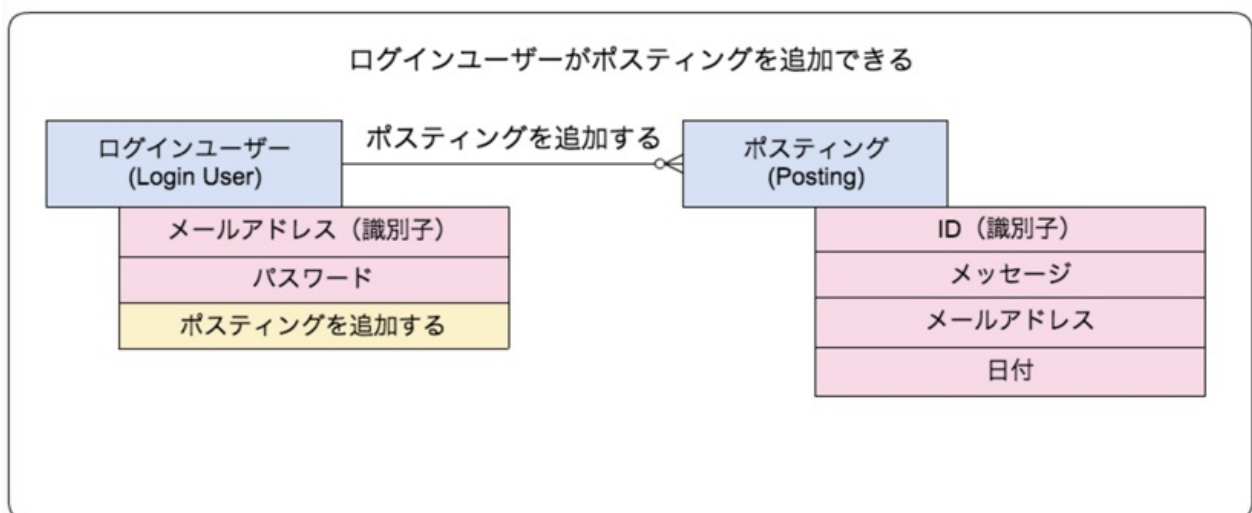 ログインユーザーがポスティングを追加できる
ログインユーザー
(Login User)
ポスティングを追加する
ポスティング
(Posting)
メールアドレス（識別子）
パスワード
ポスティングを追加する
ID（識別子）
メッセージ
メールアドレス
日付